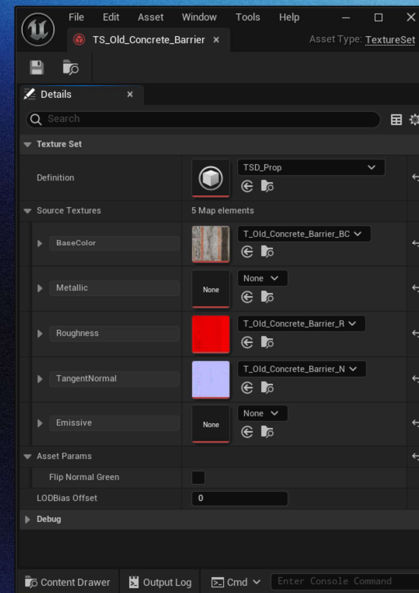 File Edit Asset Window Tools Help
TS_Old_Concrete_Barrier
Asset Type: TextureSet
Details
Search
Texture Set
Definition
TSD_Prop
Source Textures
5 Map elements
BaseColor
T_Old_Concrete_Barrier_BC
Metallic
None
None
Roughness
T_Old_Concrete_Barrier_R
TangentNormal
T_Old_Concrete_Barrier_N
Emissive
None
None
Asset Params
Flip Normal Green
LODBias Offset
0
Debug
Content Drawer
Output Log
Cmd
Enter Console Command